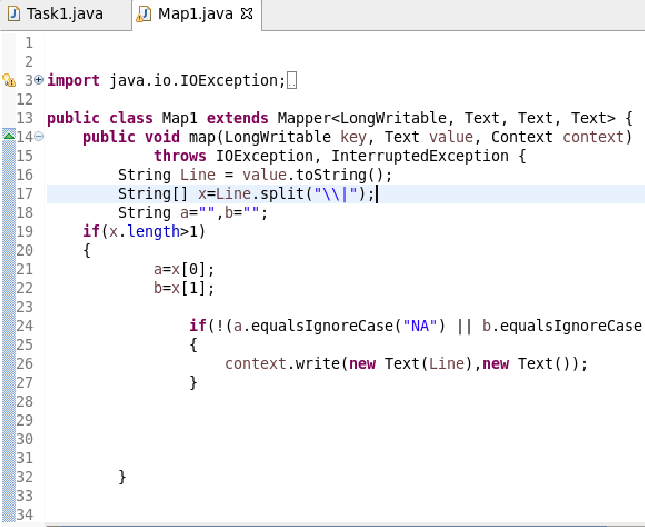 Task1.java Map1.java
1
2
3 import java.io.IOException;
12
13 public class Map1 extends Mapper<LongWritable, Text, Text, Text> {
14 public void map(LongWritable key, Text value, Context context)
15 throws IOException, InterruptedException {
16 String Line = value.toString();
17 String[] x=Line.split("\\|");
18 String a="",b="";
19 if(x.length>1)
20 {
21 a=x[0];
22 b=x[1];
23
24 if(!(a.equalsIgnoreCase("NA") || b.equalsIgnoreCase
25 {
26 context.write(new Text(Line),new Text());
27 }
28
29
30
31
32 }
33
34